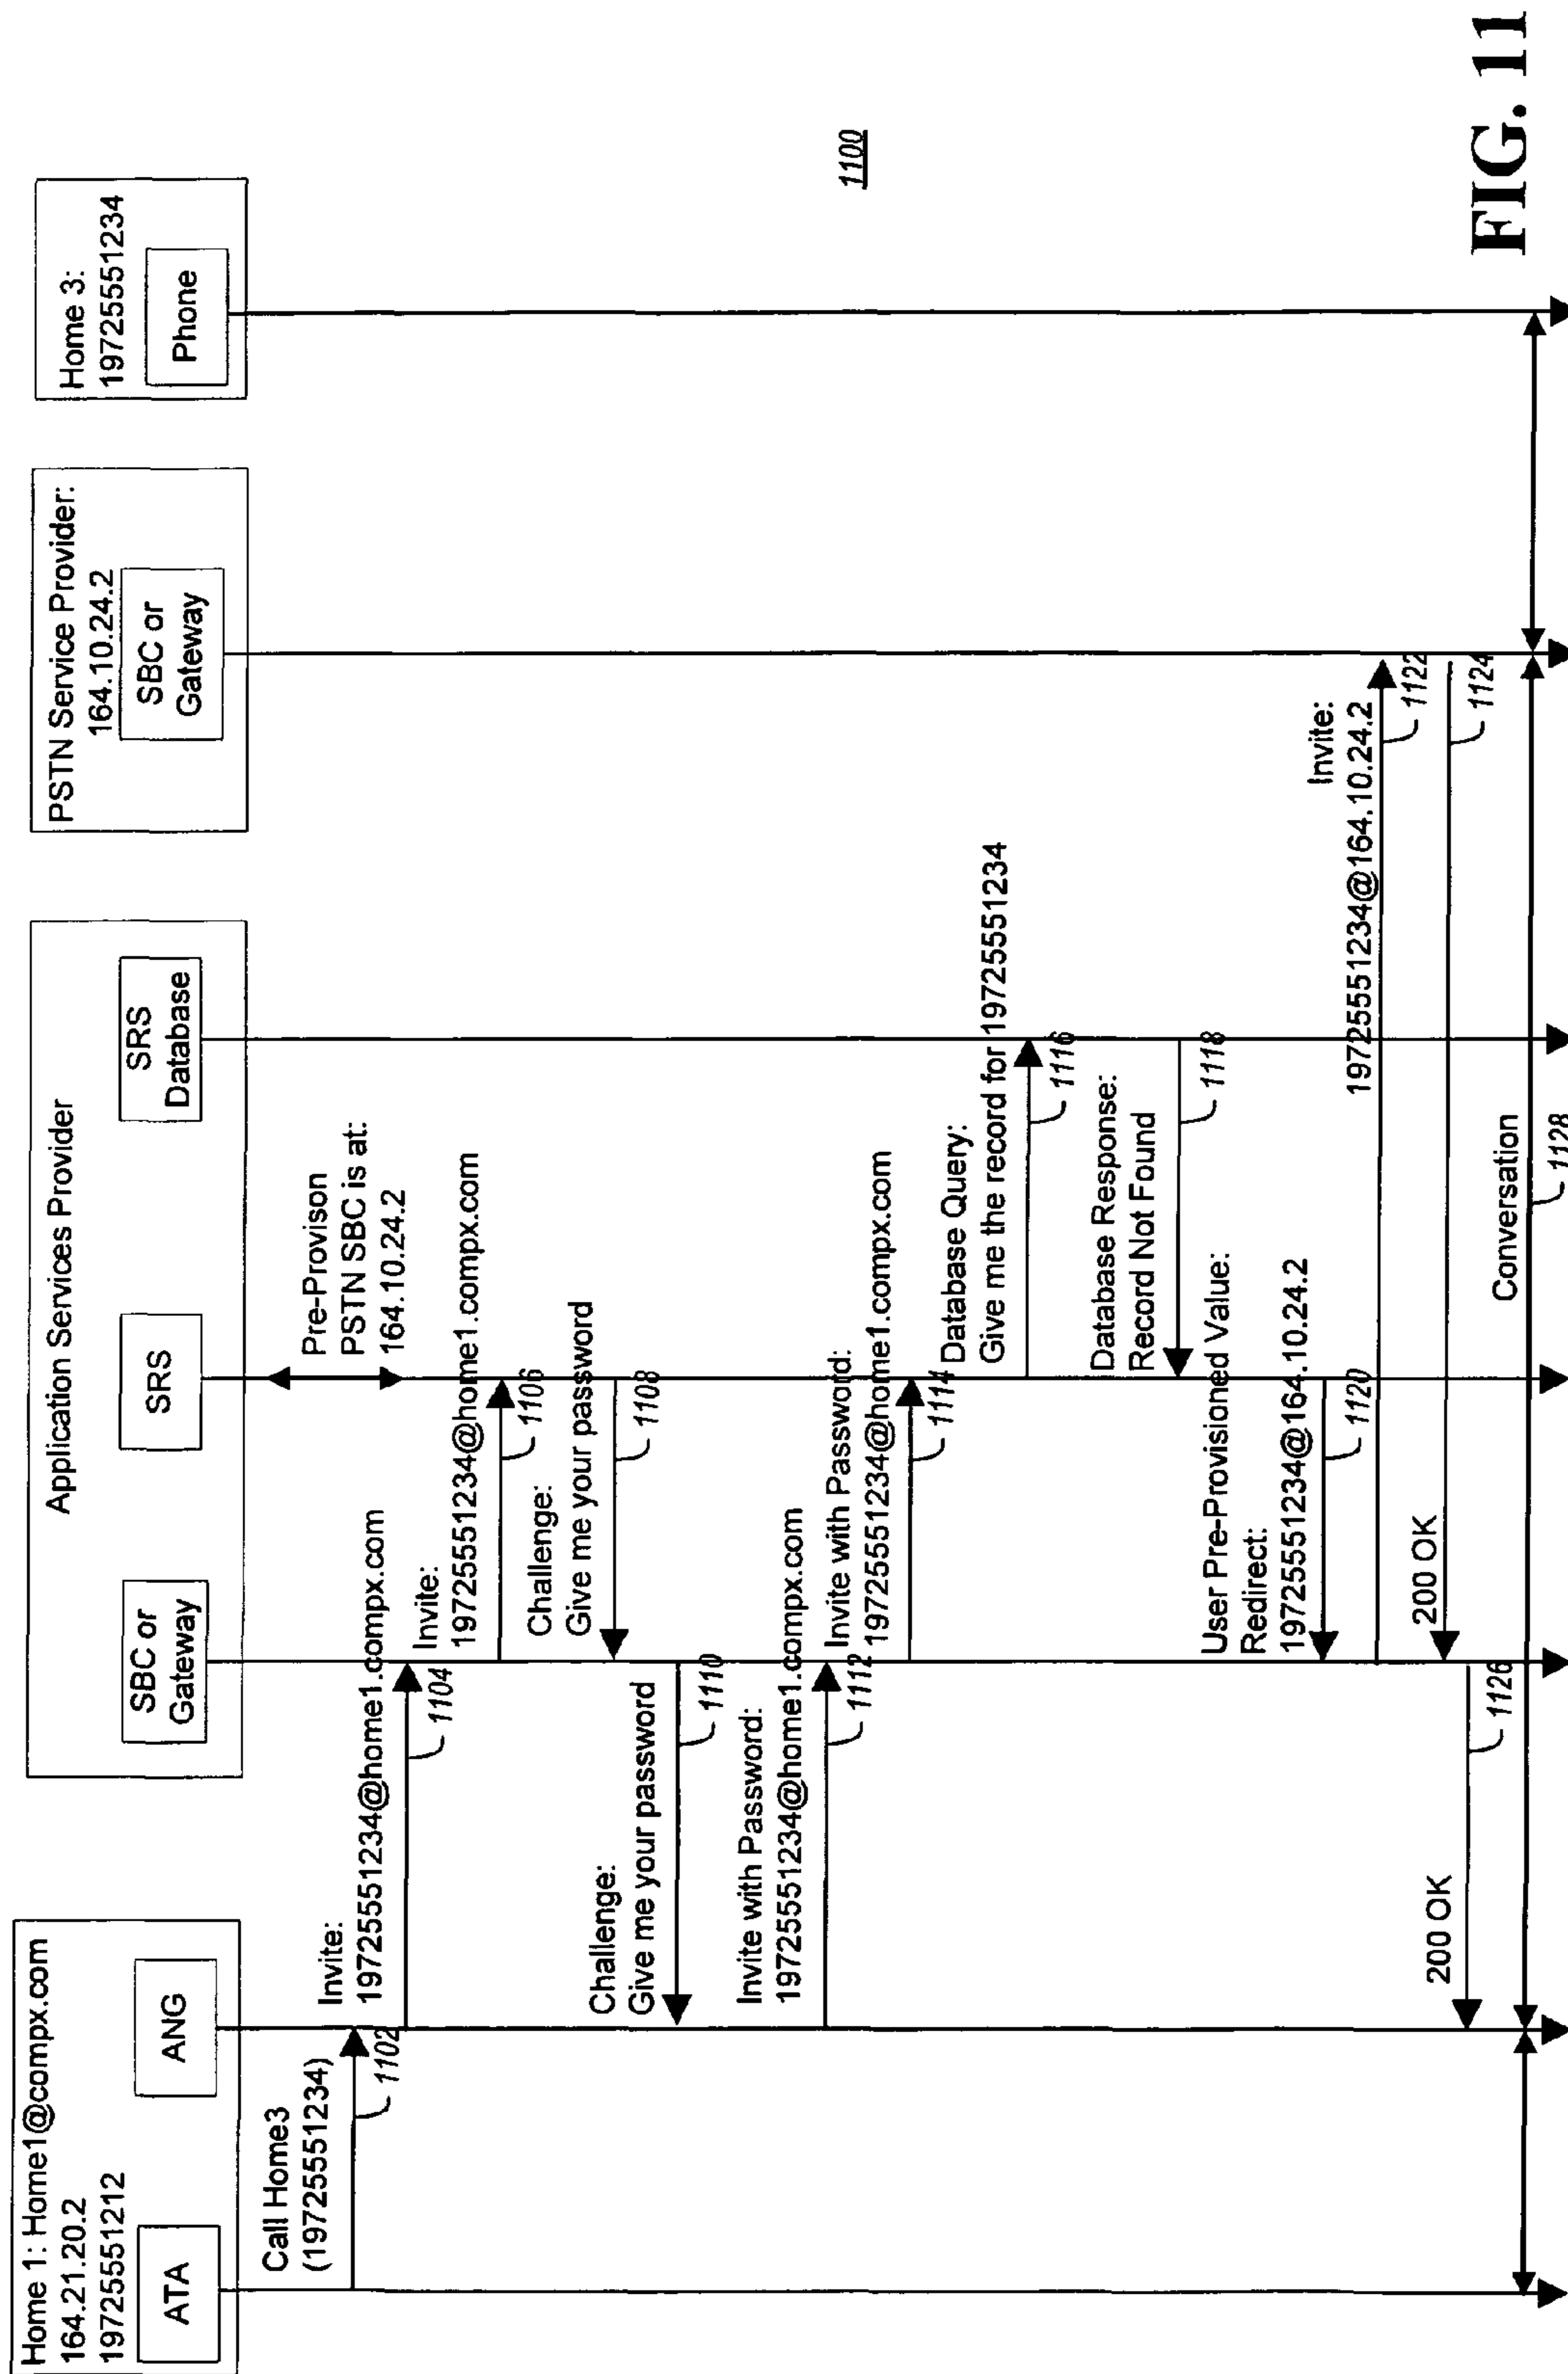 Home 1: Home1@compx.com
164.21.20.2
19725551212
ATA
ANG
Application Services Provider
SBC or
Gateway
SRS
SRS
Database
PSTN Service Provider:
164.10.24.2
SBC or
Gateway
Home 3:
19725551234
Phone
Call Home3
(19725551234)
1102
Pre-Provison
PSTN SBC is at:
164.10.24.2
Invite:
19725551234@home1.compx.com
1104
Invite:
19725551234@home1.compx.com
1106
Challenge:
Give me your password
1108
Challenge:
Give me your password
1110
Invite with Password:
19725551234@home1.compx.com
1112
Invite with Password:
19725551234@home1.compx.com
1114
Database Query:
Give me the record for 19725551234
1116
Database Response:
Record Not Found
1118
User Pre-Provisioned Value:
Redirect:
19725551234@164.10.24.2
1120
Invite:
19725551234@164.10.24.2
1122
200 OK
1124
200 OK
1126
Conversation
1128
1100
FIG. 11